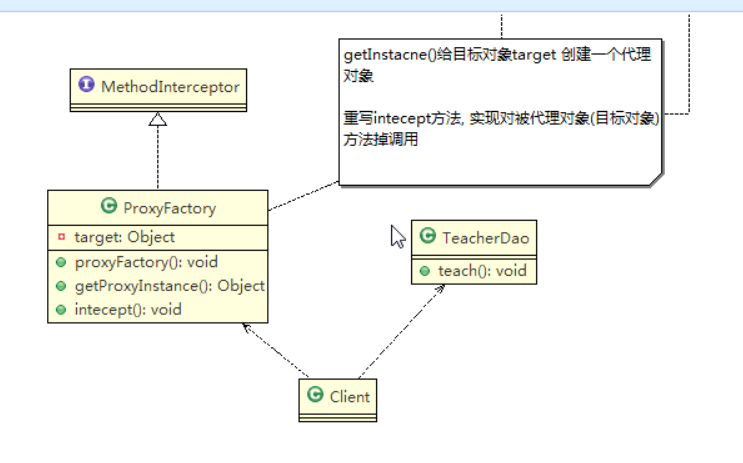 getInstacne()给目标对象target 创建一个代理
对象
重写intecept方法, 实现对被代理对象(目标对象)
方法掉调用
I MethodInterceptor
C ProxyFactory
target: Object
proxyFactory(): void
getProxyInstance(): Object
intecept(): void
C TeacherDao
teach(): void
C Client